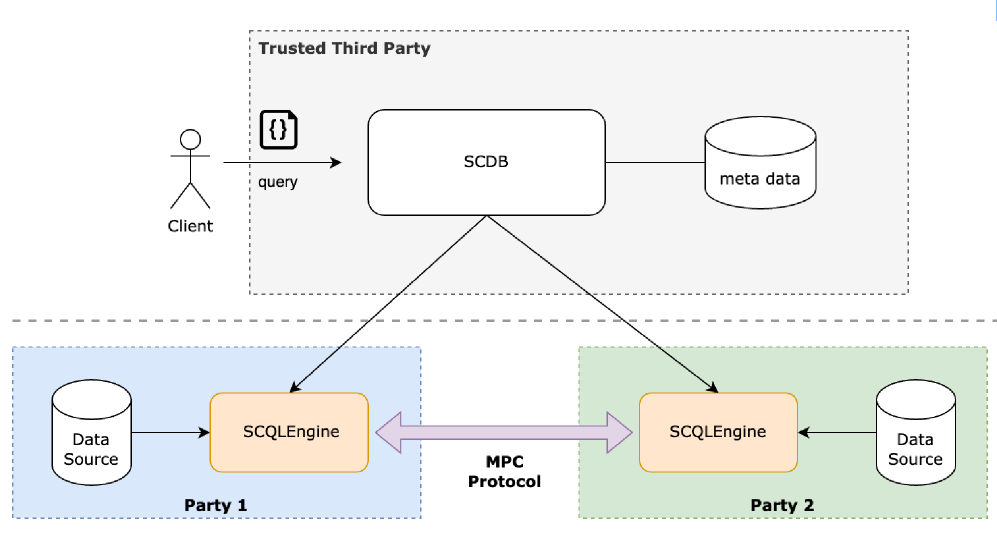 Trusted Third Party
{}
query
Client
SCDB
meta data
Data
Source
SCQLEngine
MPC
Protocol
SCQLEngine
Data
Source
Party 1
Party 2